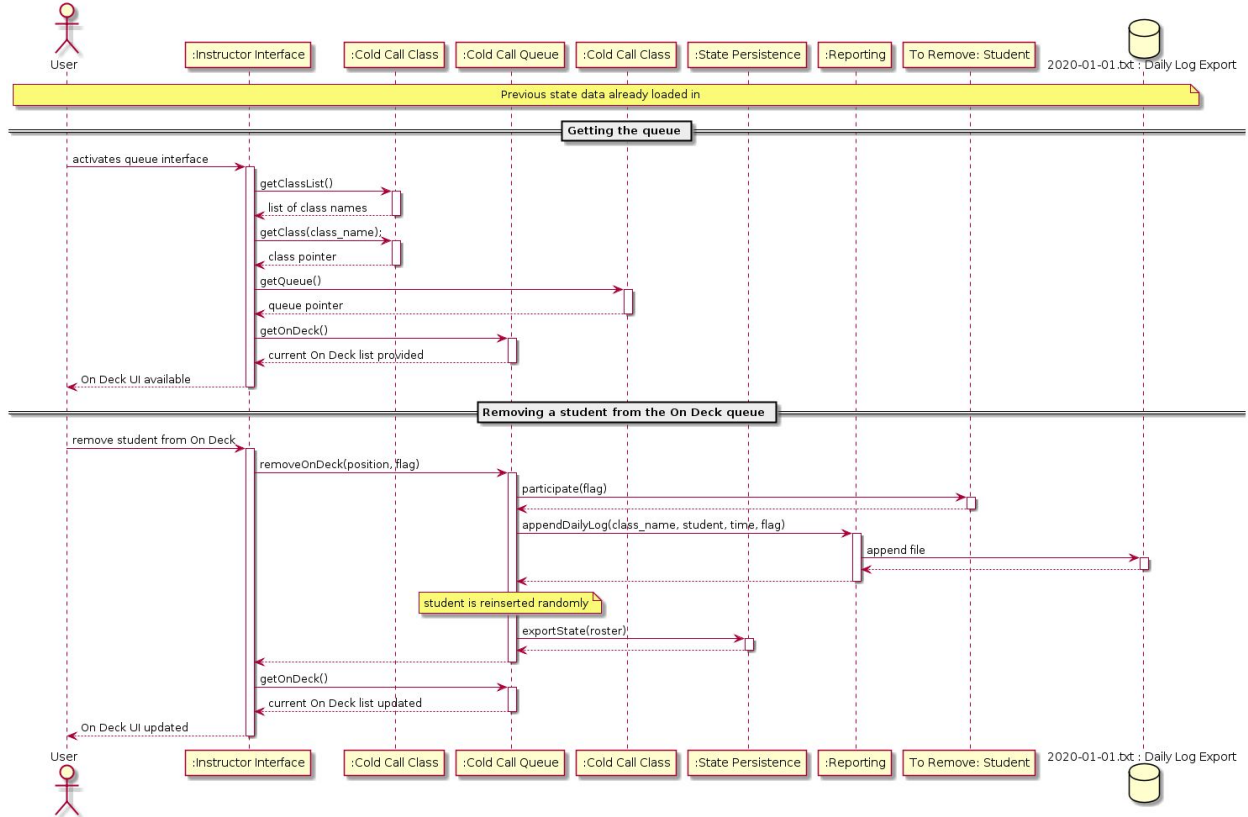 User
:Instructor Interface
:Cold Call Class
:Cold Call Queue
:Cold Call Class
:State Persistence
:Reporting
To Remove: Student
2020-01-01.txt : Daily Log Export
Previous state data already loaded in
Getting the queue
activates queue interface
getClassList()
list of class names
getClass(class_name);
class pointer
getQueue()
queue pointer
getOnDeck()
current On Deck list provided
On Deck UI available
Removing a student from the On Deck queue
remove student from On Deck
removeOnDeck(position, flag)
participate(flag)
appendDailyLog(class_name, student, time, flag)
append file
student is reinserted randomly
exportState(roster)
getOnDeck()
current On Deck list updated
On Deck UI updated
User
:Instructor Interface
:Cold Call Class
:Cold Call Queue
:Cold Call Class
:State Persistence
:Reporting
To Remove: Student
2020-01-01.txt : Daily Log Export